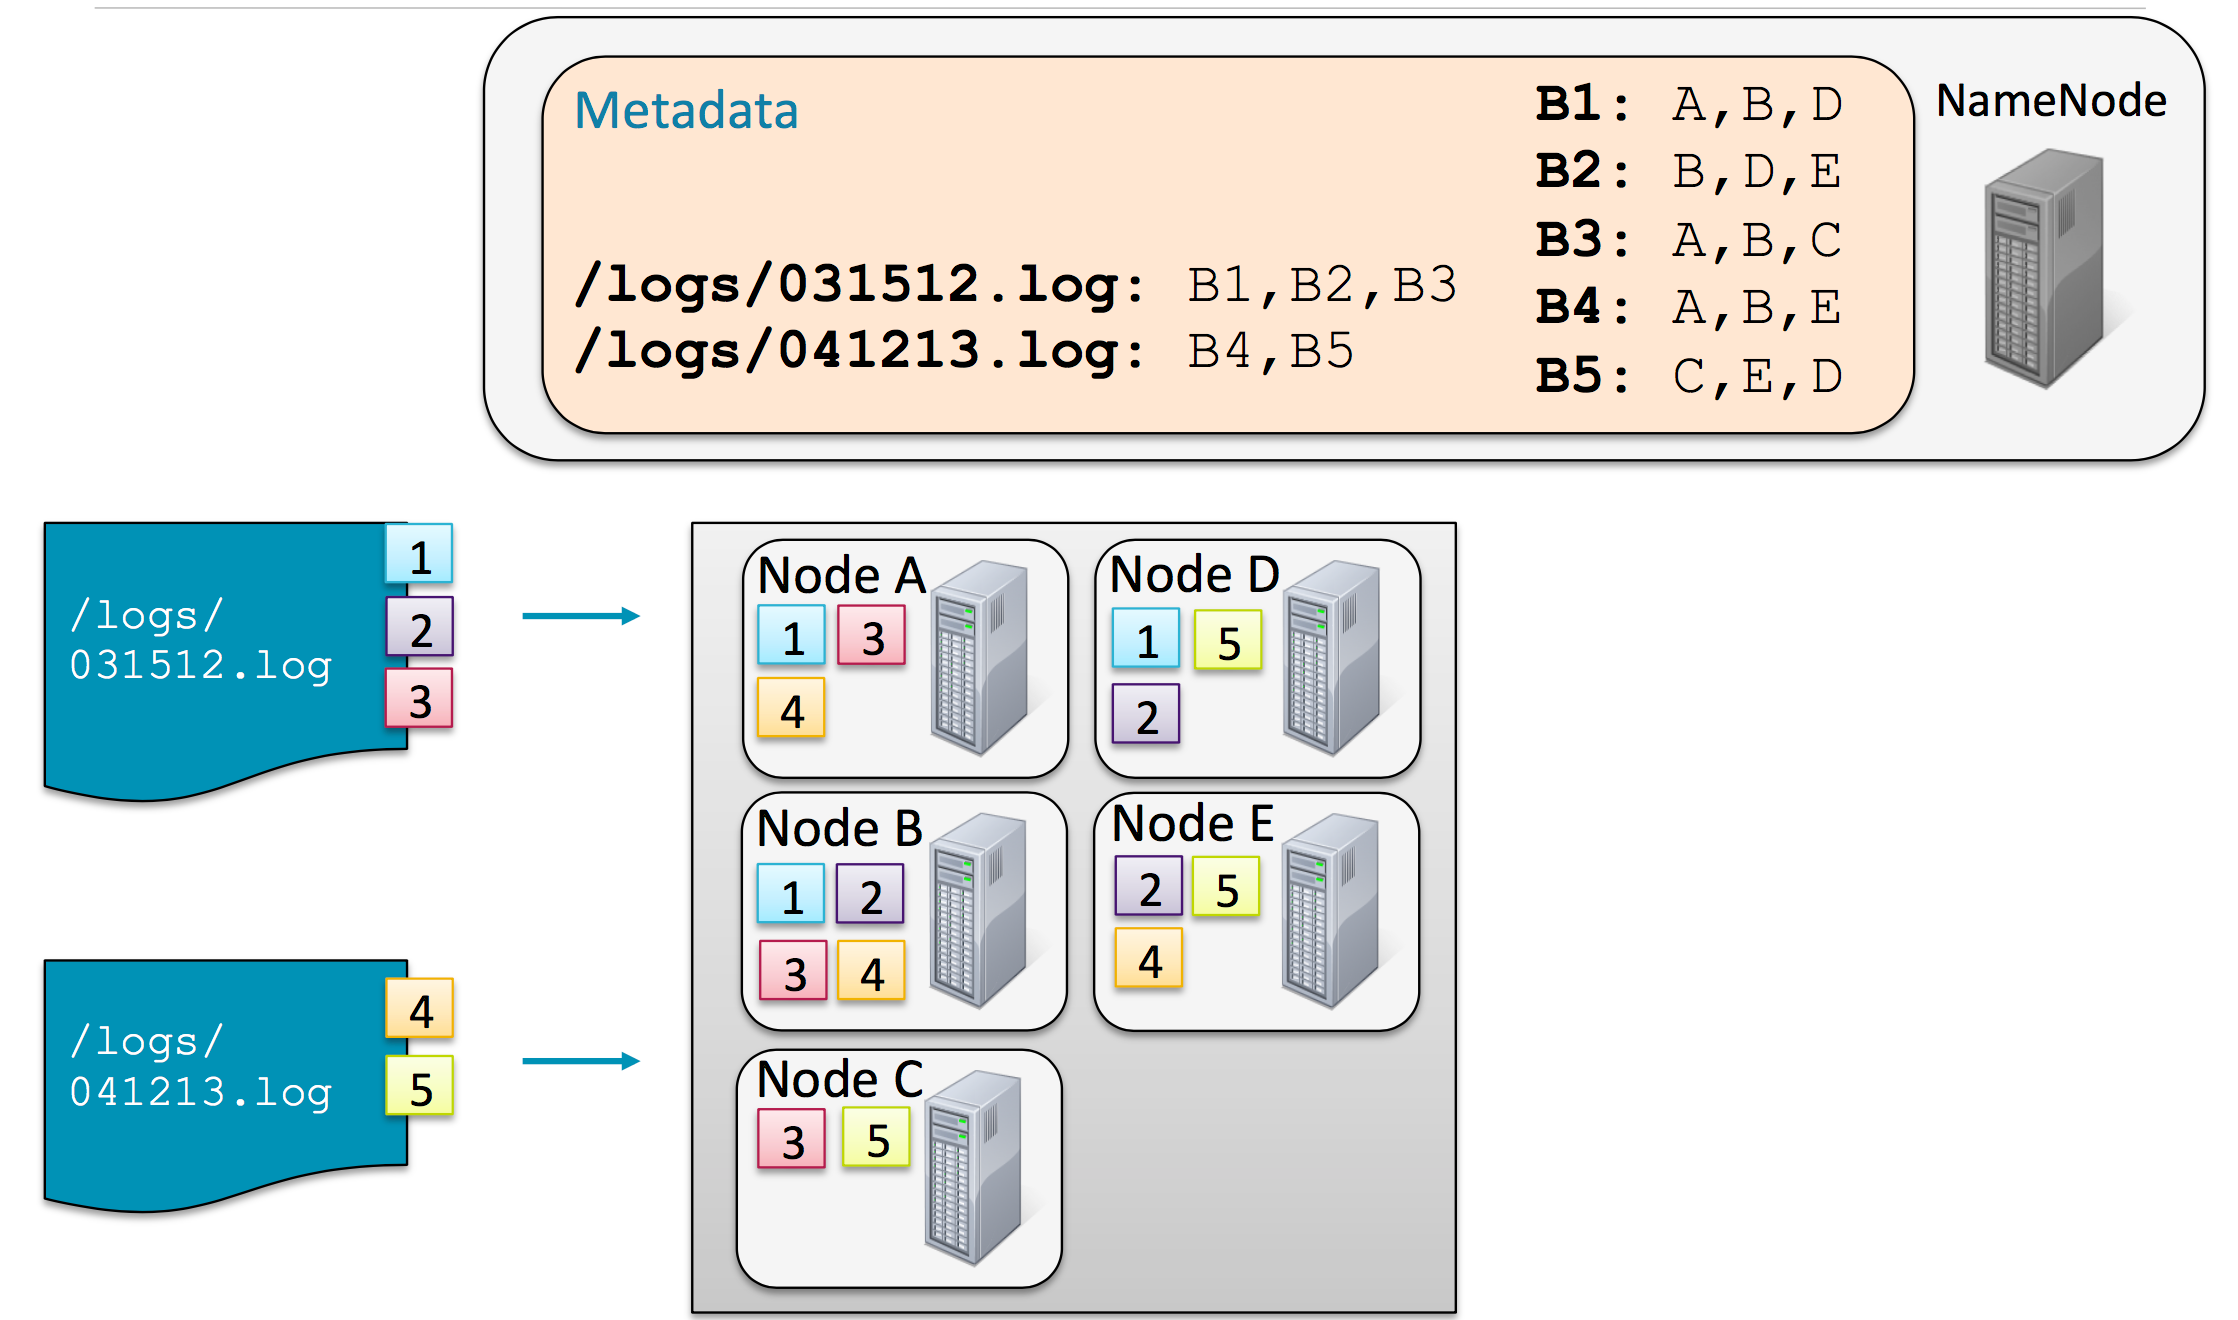 Metadata
/logs/031512.log: B1,B2,B3
/logs/041213.log: B4,B5
B1: A,B,D
B2: B,D,E
B3: A,B,C
B4: A,B,E
B5: C,E,D
NameNode
/logs/
031512.log
1
2
3
/logs/
041213.log
4
5
Node A
1 3
4
Node B
1 2
3 4
Node C
3 5
Node D
1 5
2
Node E
2 5
4